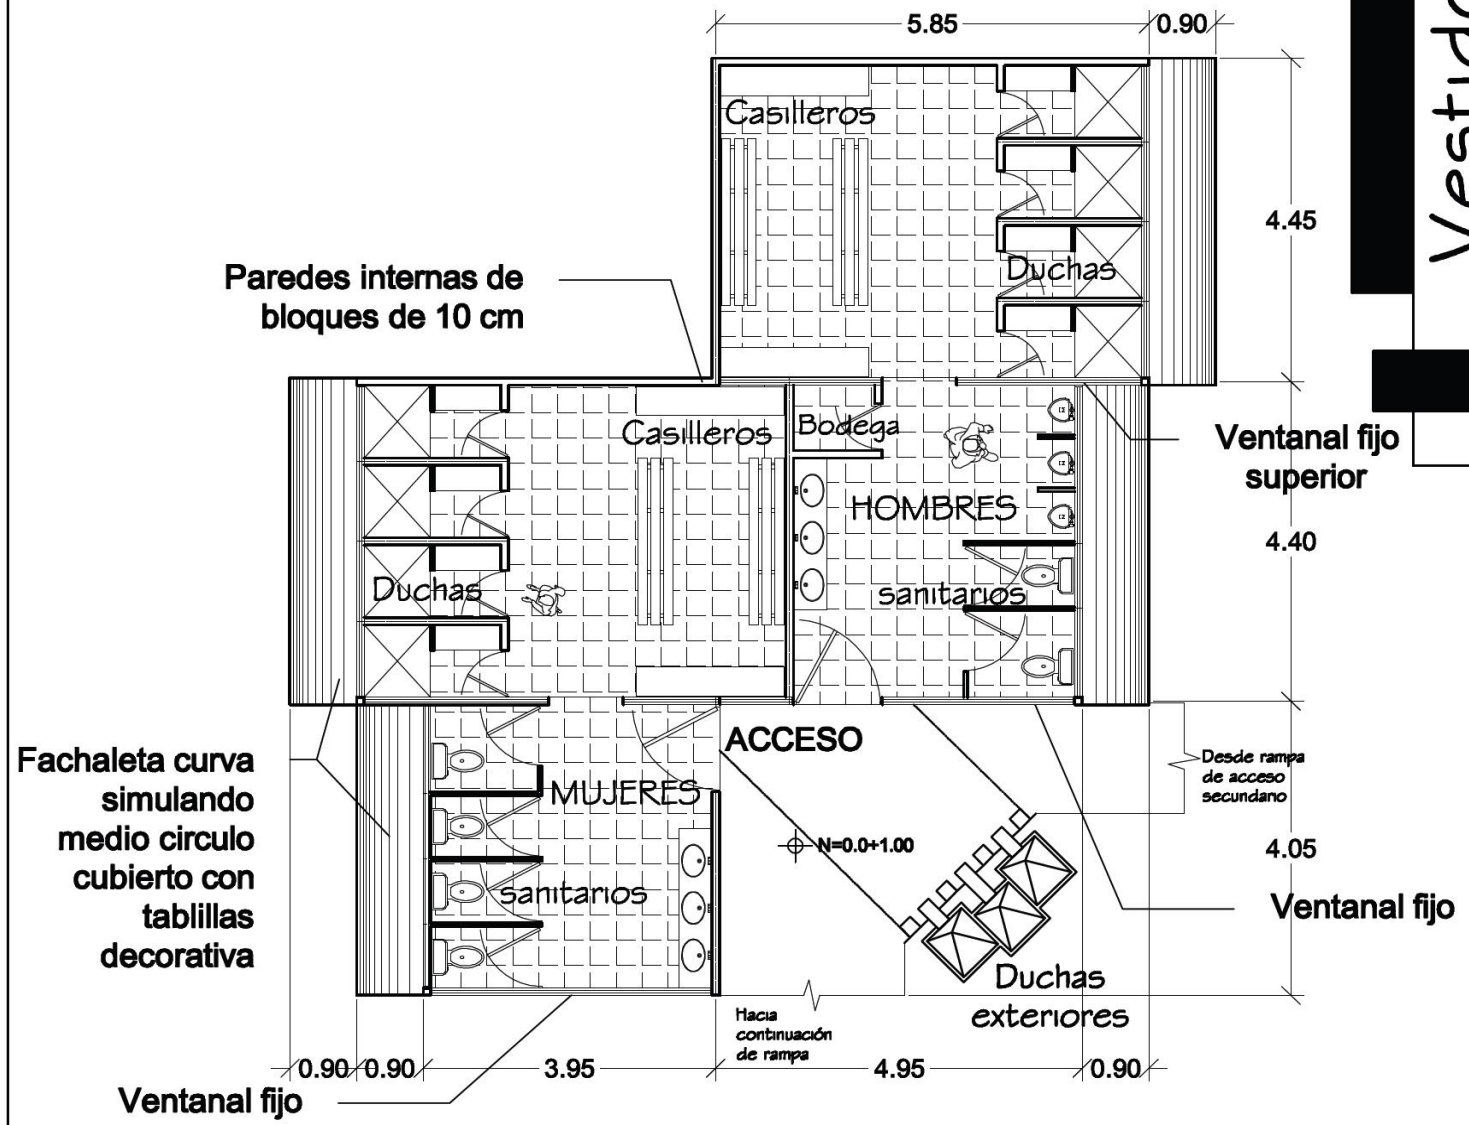 5.85
0.90
Vestido
Casilleros
4.45
Duchas
Paredes internas de
bloques de 10 cm
Casilleros
Bodega
Ventanal fijo
superior
HOMBRES
4.40
Duchas
sanitarios
ACCESO
Fachaleta curva
simulando
medio circulo
cubierto con
tablillas
decorativa
MUJERES
Desde rampa
de acceso
secundario
N=0.0+1.00
4.05
sanitarios
Ventanal fijo
Duchas
exteriores
Hacia
continuación
de rampa
0.90
0.90
3.95
4.95
0.90
Ventanal fijo